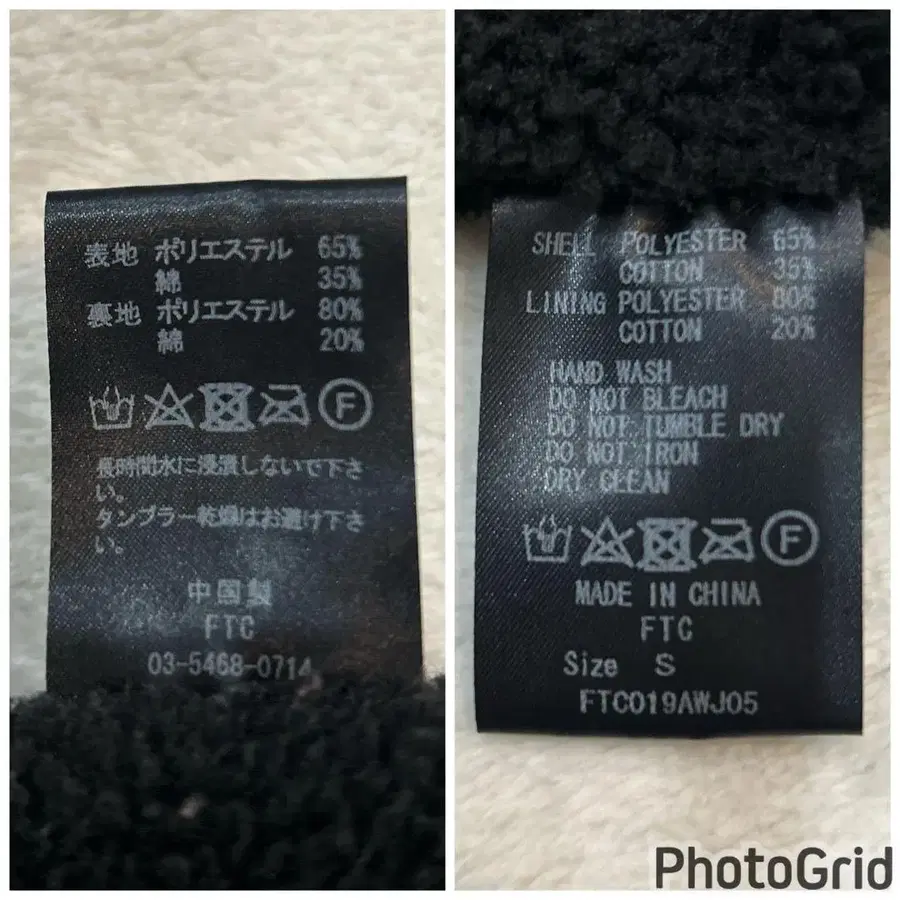 表地 ポリエステル 65%
綿 35%
裏地 ポリエステル 80%
綿 20%
F
長時間水に浸漬しないで下さ
い。
タンブラー乾燥はお避け下さ
い。
中国製
FTC
03-5468-0714
SHELL POLYESTER 65%
COTTON 35%
LINING POLYESTER 80%
COTTON 20%
HAND WASH
DO NOT BLEACH
DO NOT TUMBLE DRY
DO NOT IRON
DRY CLEAN
F
MADE IN CHINA
FTC
Size S
FTC019AWJ05
PhotoGrid